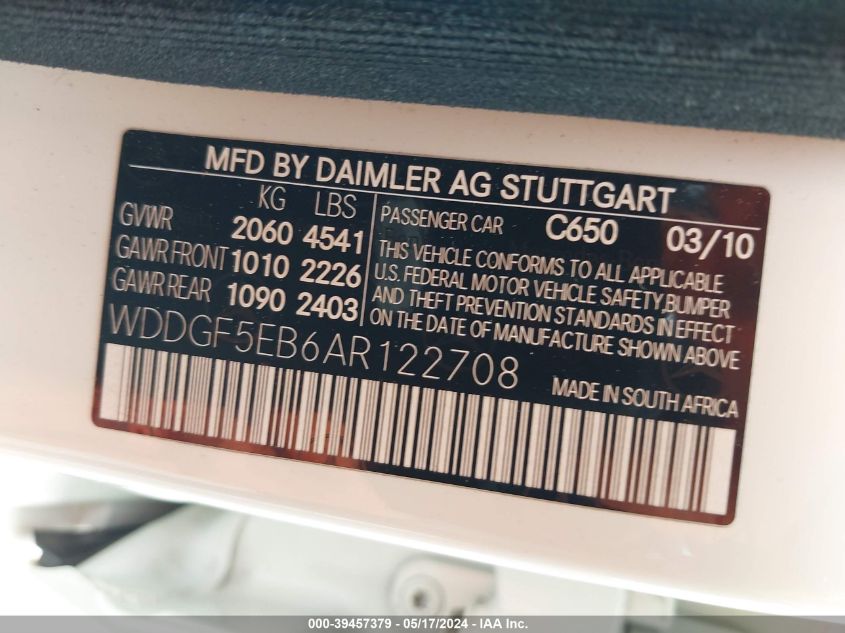 MFD BY DAIMLER AG STUTTGART
KG LBS
GVWR 2060 4541
GAWR FRONT 1010 2226
GAWR REAR 1090 2403
PASSENGER CAR C650 03/10
THIS VEHICLE CONFORMS TO ALL APPLICABLE
U.S. FEDERAL MOTOR VEHICLE SAFETY, BUMPER
AND THEFT PREVENTION STANDARDS IN EFFECT
ON THE DATE OF MANUFACTURE SHOWN ABOVE
WDDGF5EB6AR122708
MADE IN SOUTH AFRICA
000-39457379 - 05/17/2024 - IAA Inc.